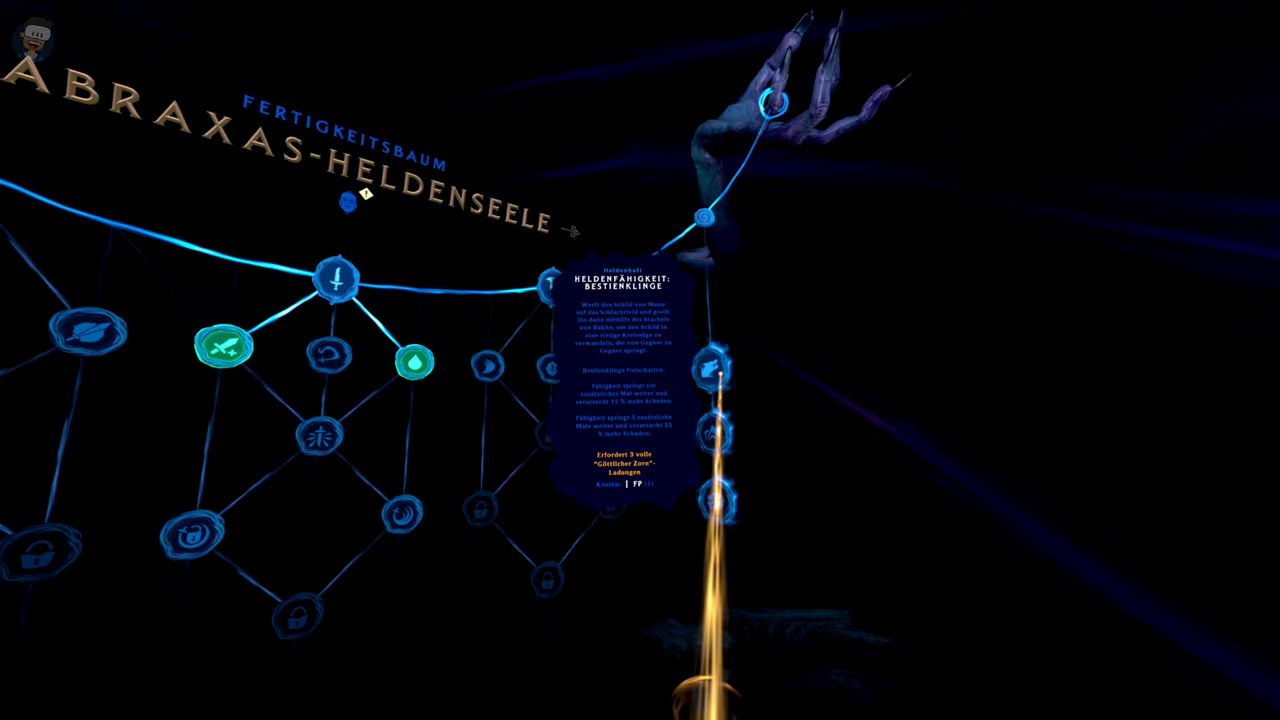 FERTIGKEITSBAUM
ABRAXAS-HELDENSEELE
Heldenhaft
HELDENFÄHIGKEIT:
BESTIENKLINGE
Werft den Schild von Manu
auf das Schlachtfeld und greift
ihn dann mithilfe des Stachels
von Bakhu, um den Schild in
eine riesige Kreissäge zu
verwandeln, die von Gegner zu
Gegner springt.
Bestienklinge freischalten.
Fähigkeit springt ein
zusätzliches Mal weiter und
verursacht 15 % mehr Schaden.
Fähigkeit springt 3 zusätzliche
Male weiter und verursacht 25
% mehr Schaden.
Erfordert 3 volle
"Göttlicher Zorn"-
Ladungen
Kosten: 1 FP